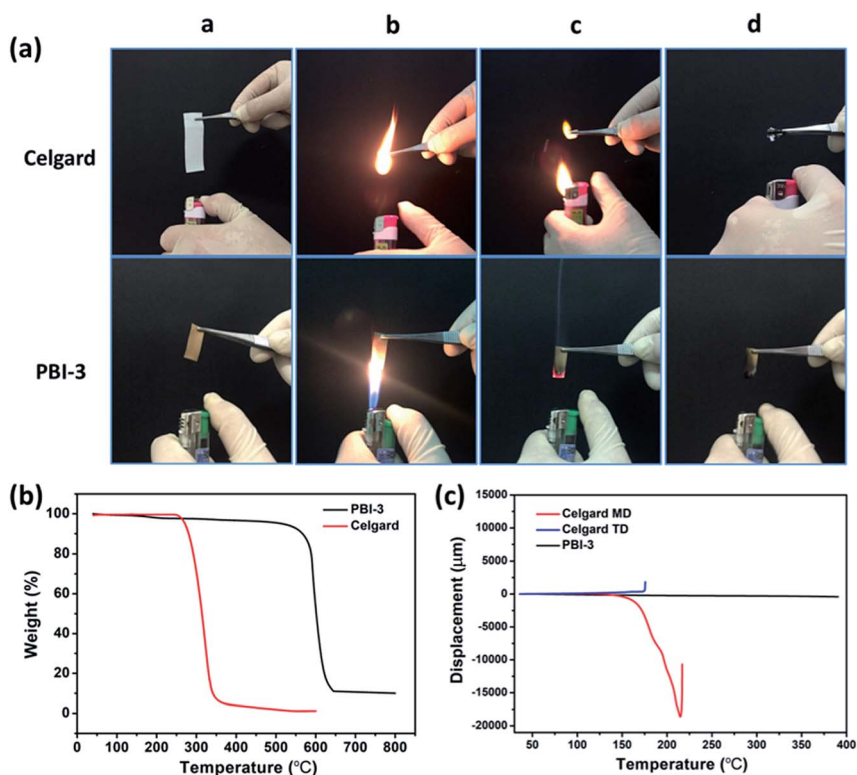 a b c d
(a)
Celgard
PBI-3
(b)
100
80
60
40
20
0
Weight (%)
PBI-3
Celgard
0 100 200 300 400 500 600 700 800
Temperature (℃)
(c)
15000
10000
5000
0
-5000
-10000
-15000
-20000
Displacement (μm)
Celgard MD
Celgard TD
PBI-3
50 100 150 200 250 300 350 400
Temperature (℃)